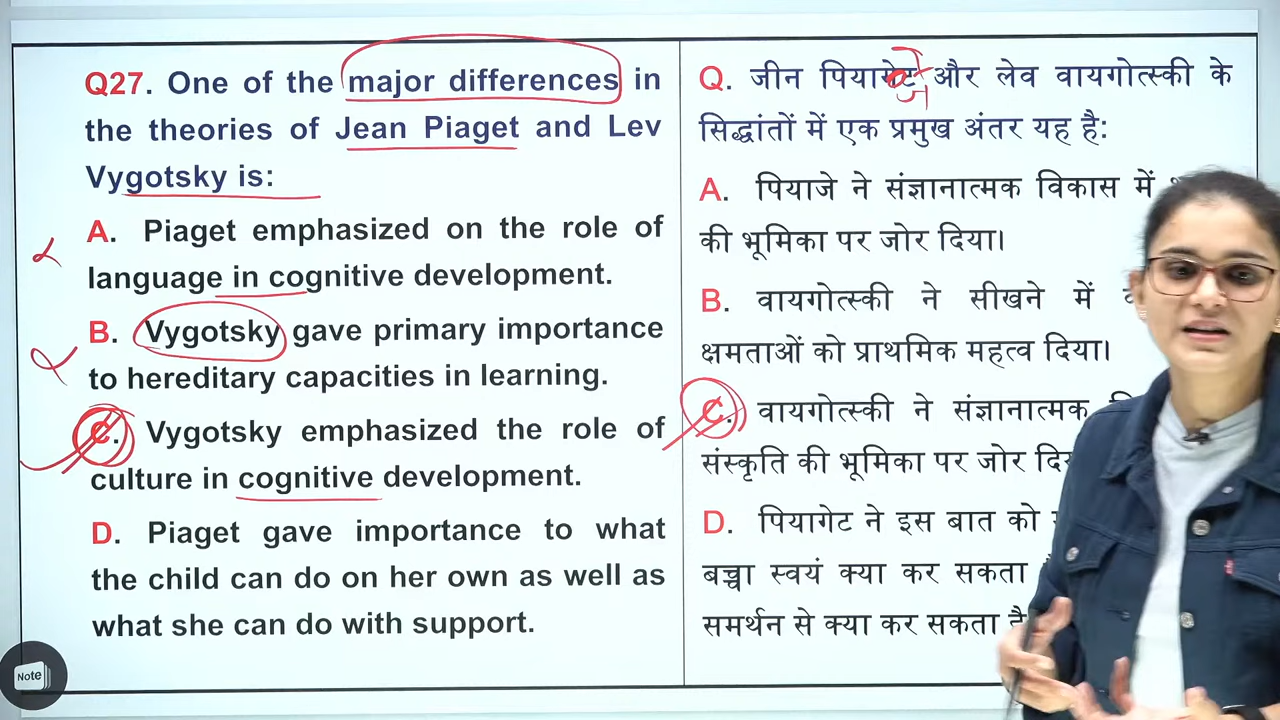 Q27. One of the major differences in
the theories of Jean Piaget and Lev
Vygotsky is:
A. Piaget emphasized on the role of
language in cognitive development.
B. Vygotsky gave primary importance
to hereditary capacities in learning.
C. Vygotsky emphasized the role of
culture in cognitive development.
D. Piaget gave importance to what
the child can do on her own as well as
what she can do with support.
Q. जीन पियागेट और लेव वायगोत्स्की के
सिद्धांतों में एक प्रमुख अंतर यह है:
A. पियाजे ने संज्ञानात्मक विकास में
की भूमिका पर जोर दिया।
B. वायगोत्स्की ने सीखने में
क्षमताओं को प्राथमिक महत्व दिया।
C. वायगोत्स्की ने संज्ञानात्मक
संस्कृति की भूमिका पर जोर
D. पियागेट ने इस बात को
बच्चा स्वयं क्या कर सकता
समर्थन से क्या कर सकता
Note